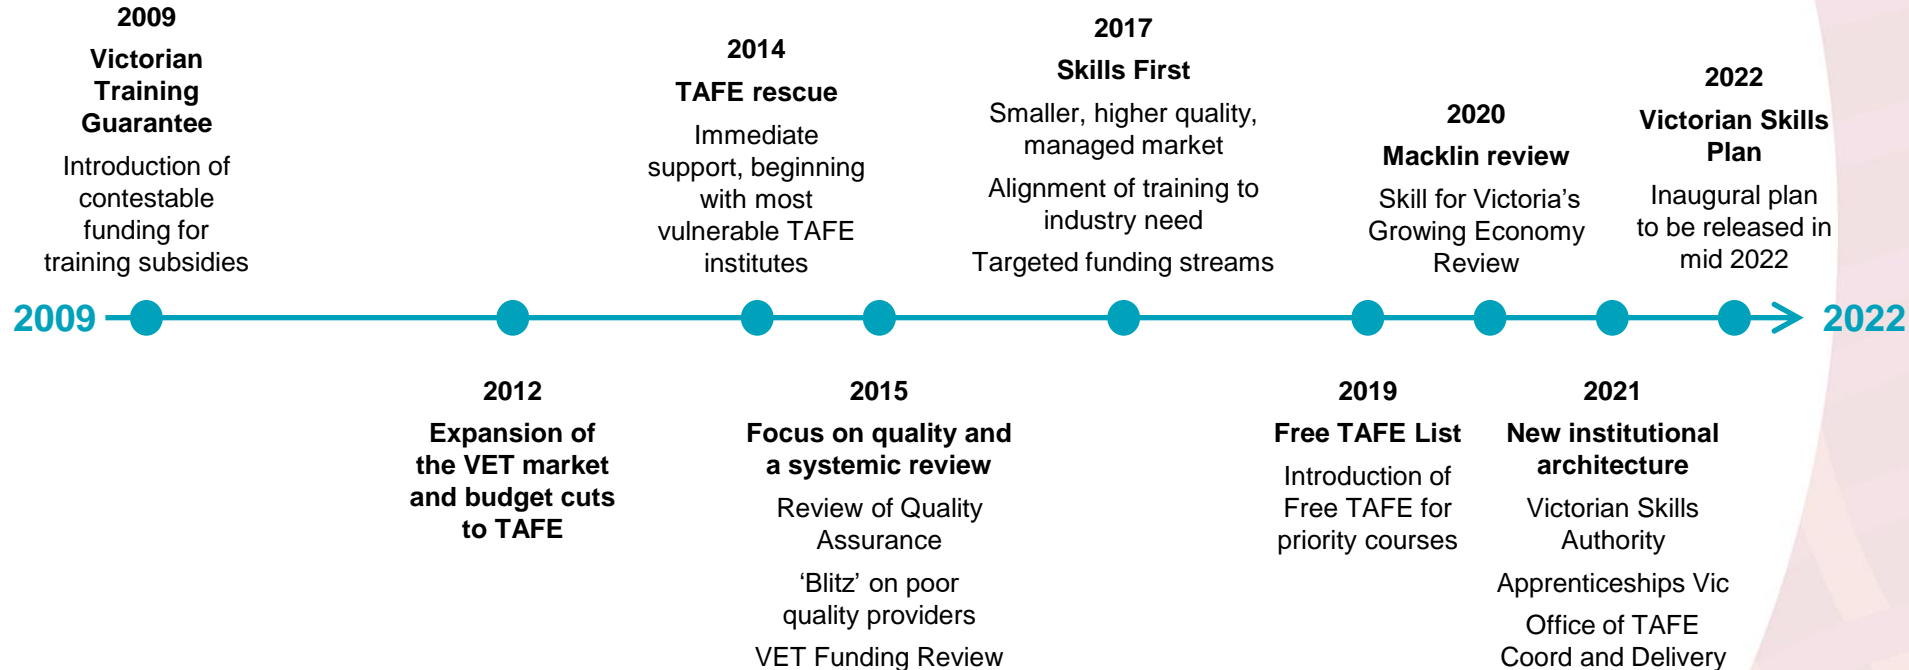 2009
Victorian
Training
Guarantee
Introduction of
contestable
funding for
training subsidies
2014
TAFE rescue
Immediate
support, beginning
with most
vulnerable TAFE
institutes
2017
Skills First
Smaller, higher quality,
managed market
Alignment of training to
industry need
Targeted funding streams
2020
Macklin review
Skill for Victoria’s
Growing Economy
Review
2022
Victorian Skills
Plan
Inaugural plan
to be released in
mid 2022
2009
2022
2012
Expansion of
the VET market
and budget cuts
to TAFE
2015
Focus on quality and
a systemic review
Review of Quality
Assurance
‘Blitz’ on poor
quality providers
VET Funding Review
2019
Free TAFE List
Introduction of
Free TAFE for
priority courses
2021
New institutional
architecture
Victorian Skills
Authority
Apprenticeships Vic
Office of TAFE
Coord and Delivery